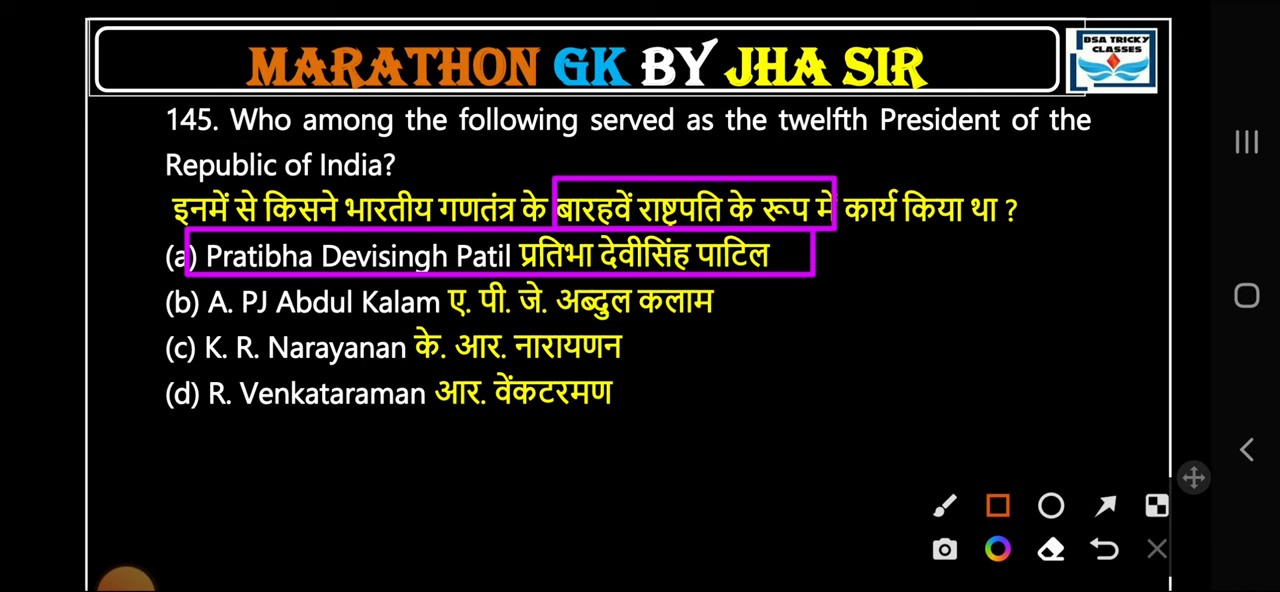 MARATHON GK BY JHA SIR
DSA TRICKY
CLASSES
145. Who among the following served as the twelfth President of the
Republic of India?
इनमें से किसने भारतीय गणतंत्र के बारहवें राष्ट्रपति के रूप में कार्य किया था ?
(a) Pratibha Devisingh Patil प्रतिभा देवीसिंह पाटिल
(b) A. PJ Abdul Kalam ए. पी. जे. अब्दुल कलाम
(c) K. R. Narayanan के. आर. नारायणन
(d) R. Venkataraman आर. वेंकटरमण